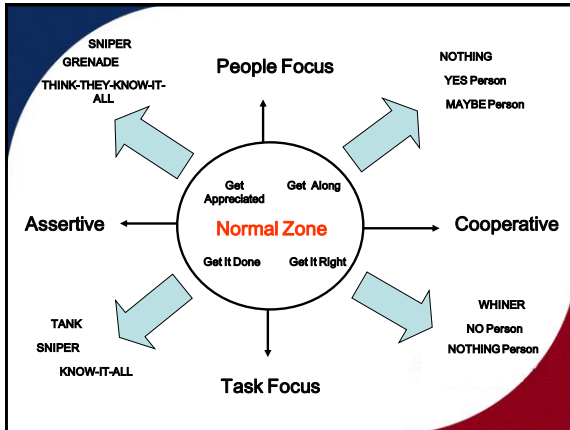 SNIPER
GRENADE
THINK-THEY-KNOW-IT-
ALL
People Focus
NOTHING
YES Person
MAYBE Person
Get
Appreciated
Get Along
Assertive
Normal Zone
Cooperative
Get It Done
Get It Right
TANK
SNIPER
KNOW-IT-ALL
Task Focus
WHINER
NO Person
NOTHING Person